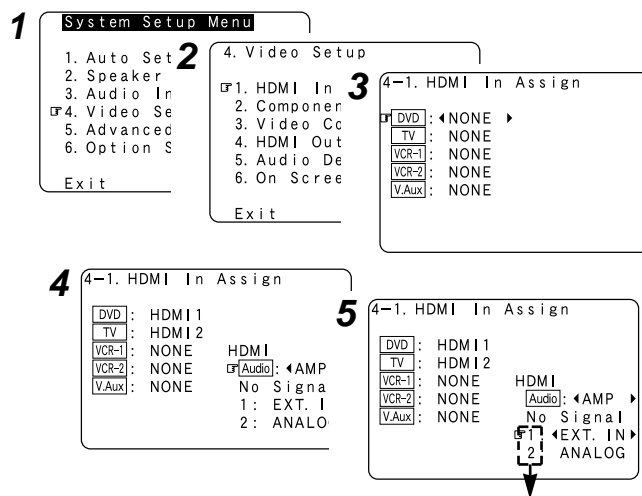 1
System Setup Menu
1. Auto Set
2. Speaker
3. Audio In
☞4. Video Se
5. Advanced
6. Option S
Exit
2
4. Video Setup
☞1. HDMI In
2. Componen
3. Video Co
4. HDMI Out
5. Audio De
6. On Scree
Exit
3
4-1. HDMI In Assign
☞DVD : ◀NONE ▶
TV : NONE
VCR-1 : NONE
VCR-2 : NONE
V.Aux : NONE
4
4-1. HDMI In Assign
DVD : HDMI1
TV : HDMI2
VCR-1 : NONE HDMI
VCR-2 : NONE ☞Audio : ◀AMP
V.Aux : NONE No Signa
1 : EXT. I
2 : ANALO
5
4-1. HDMI In Assign
DVD : HDMI1
TV : HDMI2
VCR-1 : NONE HDMI
VCR-2 : NONE Audio : ◀AMP ▶
V.Aux : NONE No Signal
☞1 ◀EXT. IN▶
2 ANALOG